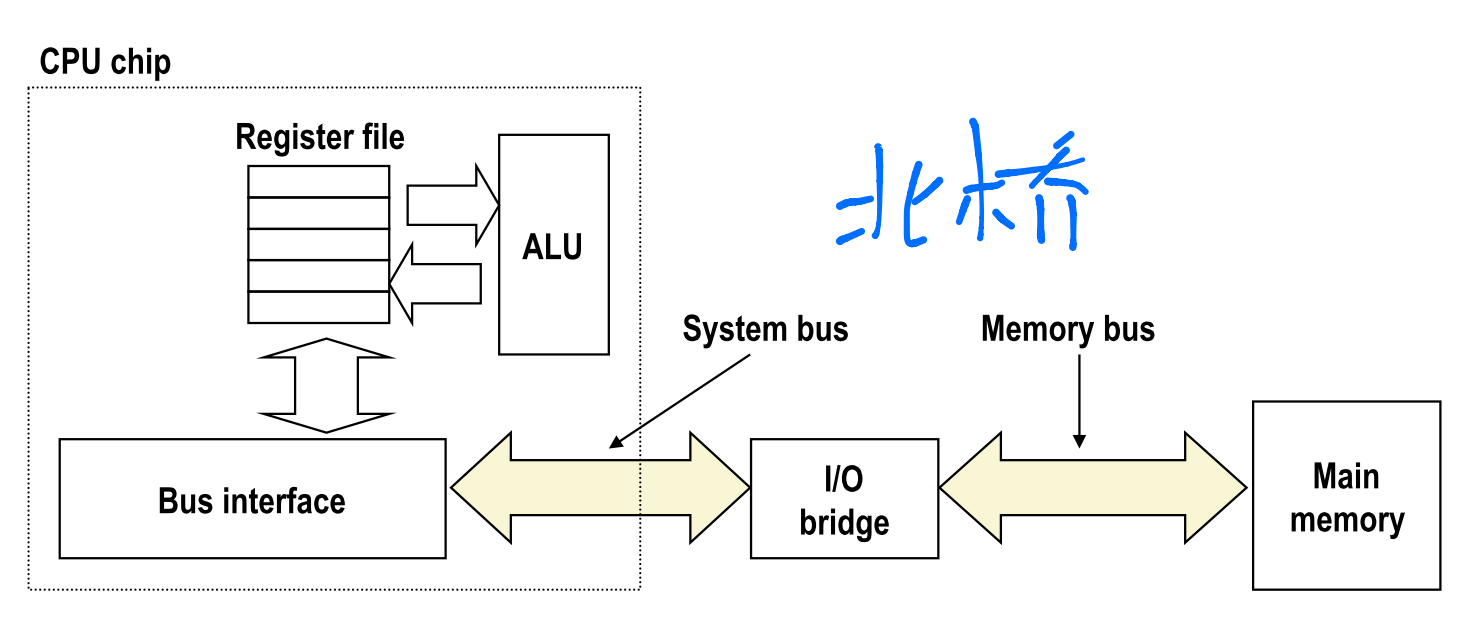 CPU chip
Register file
北桥
ALU
System bus
Memory bus
Bus interface
I/O
bridge
Main
memory